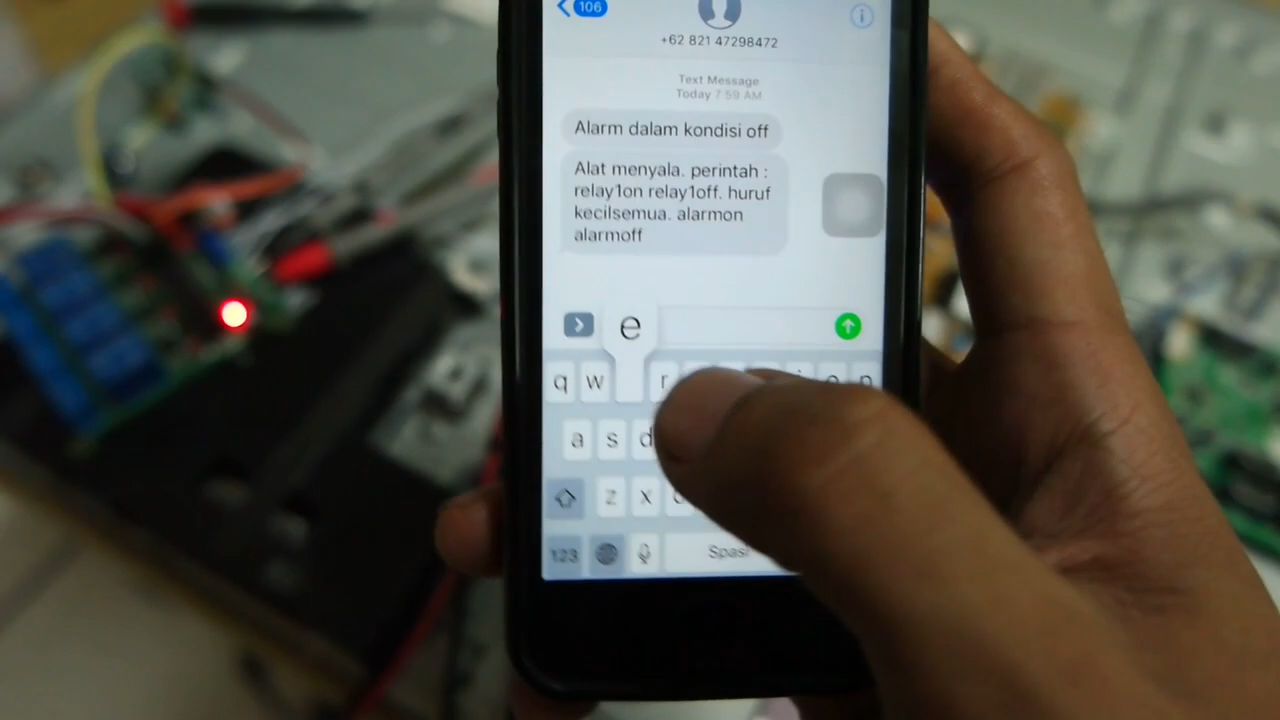 106
+62 821 47298472
Text Message
Today 7:59 AM
Alarm dalam kondisi off
Alat menyala. perintah :
relay1on relay1off. huruf
kecilsemua. alarmon
alarmoff
e
q w r i o p
a s d
z x c
123 Spasi